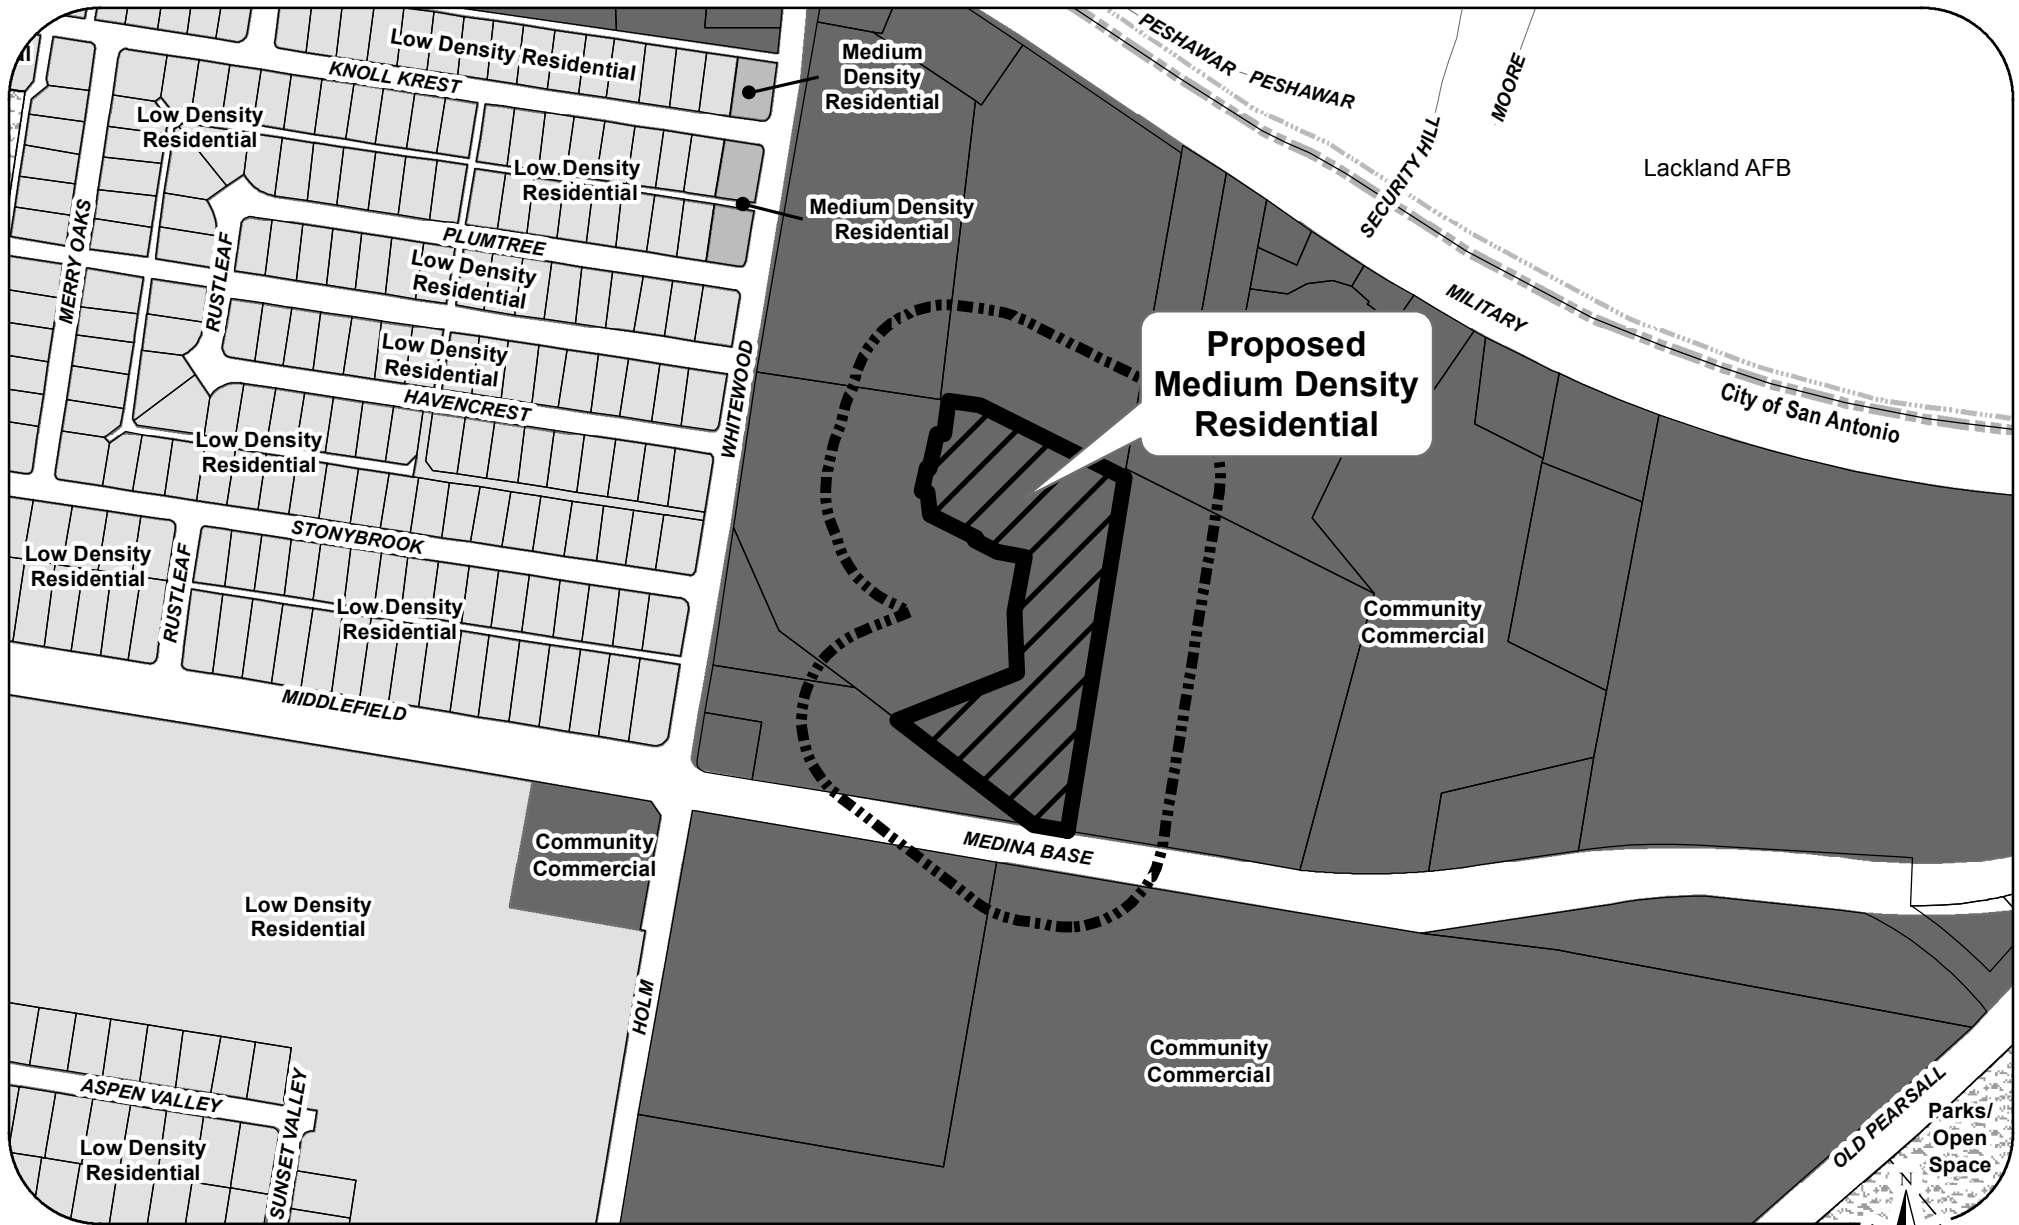 PESHAWAR
PESHAWAR
MOORE
SECURITY HILL
Lackland AFB
Low Density Residential
KNOLL KREST
Medium
Density
Residential
Low Density
Residential
Low Density
Residential
Medium Density
Residential
MERRY OAKS
RUSTLEAF
PLUMTREE
Low Density
Residential
MILITARY
City of San Antonio
Proposed
Medium Density
Residential
WHITEWOOD
Low Density
Residential
HAVENCREST
Low Density
Residential
STONYBROOK
Low Density
Residential
RUSTLEAF
Low Density
Residential
Community
Commercial
MIDDLEFIELD
Community
Commercial
MEDINA BASE
Low Density
Residential
HOLM
Community
Commercial
ASPEN VALLEY
SUNSET VALLEY
Low Density
Residential
OLD PEARSALL
Parks/
Open
Space
N